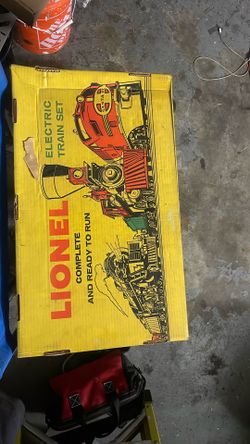 LIONEL
ELECTRIC
TRAIN SET
COMPLETE
AND READY TO RUN